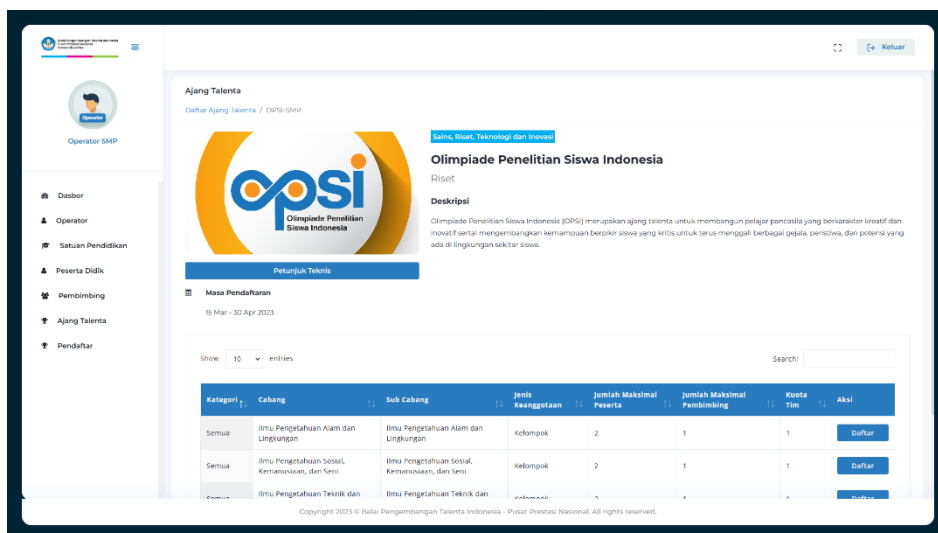 Keluar
Operator
Operator SMP
Dasbor
Operator
Satuan Pendidikan
Peserta Didik
Pembimbing
Ajang Talenta
Pendaftar
Ajang Talenta
Daftar Ajang Talenta / OPSI-SMP
opsi
Olimpiade Penelitian
Siswa Indonesia
Petunjuk Teknis
Masa Pendaftaran
15 Mar - 30 Apr 2023
Sains, Riset, Teknologi dan Inovasi
Olimpiade Penelitian Siswa Indonesia
Riset
Deskripsi
Olimpiade Penelitian Siswa Indonesia (OPSI) merupakan ajang talenta untuk membangun pelajar pancasila yang berkarakter kreatif dan
inovatif sertai mengembangkan kemampuan berpikir siswa yang kritis untuk terus menggali berbagai gejala, peristiwa, dan potensi yang
ada di lingkungan sekitar siswa.
Show 10 entries
Search:
Kategori Cabang Sub Cabang Jenis Keanggotaan Jumlah Maksimal Peserta Jumlah Maksimal Pembimbing Kuota Tim Aksi
Semua Ilmu Pengetahuan Alam dan Lingkungan Ilmu Pengetahuan Alam dan Lingkungan Kelompok 2 1 1 Daftar
Semua Ilmu Pengetahuan Sosial, Kemanusiaan, dan Seni Ilmu Pengetahuan Sosial, Kemanusiaan, dan Seni Kelompok 2 1 1 Daftar
Semua Ilmu Pengetahuan Teknik dan Ilmu Pengetahuan Teknik dan Kelompok 2 1 1 Daftar
Copyright 2023 © Balai Pengembangan Talenta Indonesia - Pusat Prestasi Nasional. All rights reserved.